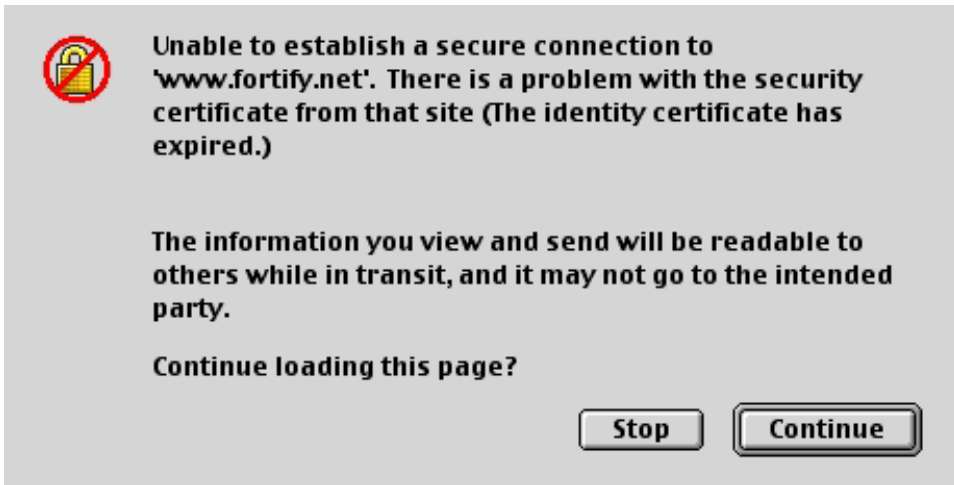 Unable to establish a secure connection to
'www.fortify.net'. There is a problem with the security
certificate from that site (The identity certificate has
expired.)
The information you view and send will be readable to
others while in transit, and it may not go to the intended
party.
Continue loading this page?
Stop Continue